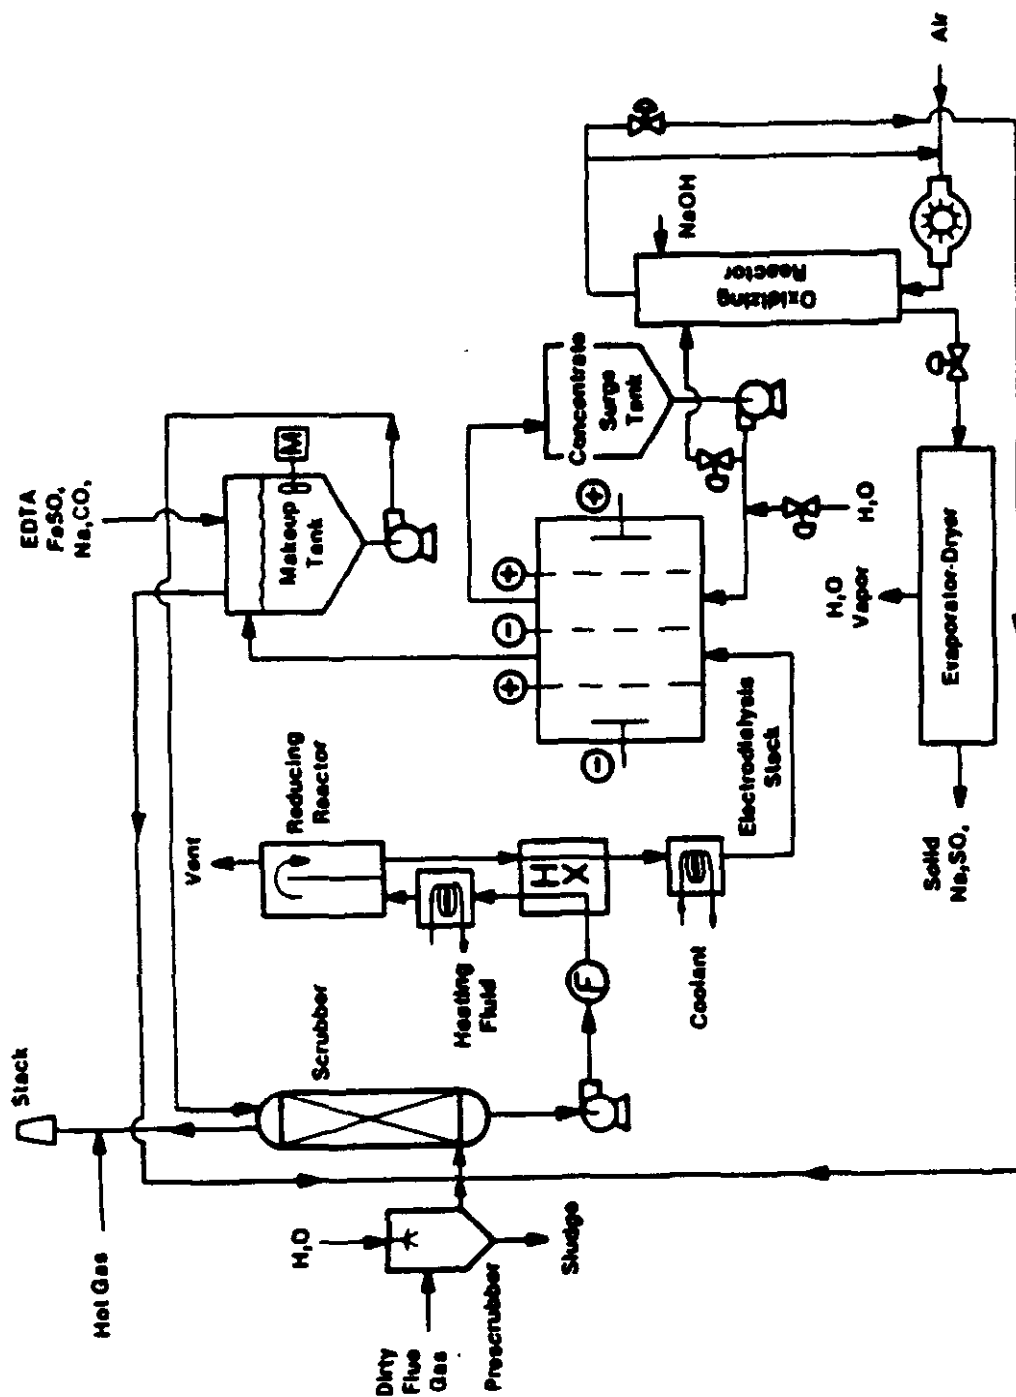 Stack
Hot Gas
Scrubber
H₂O
Dirty
Flue
Gas
Prescrubber
Sludge
Vent
Reducing
Reactor
Heating
Fluid
F
H
X
Coolant
EDTA
FeSO₄
Na₂CO₃
Makeup
Tank
M
+
−
+
−
+
Electrodialysis
Stack
Concentrate
Surge
Tank
H₂O
NaOH
Oxidizing
Reactor
Air
H₂O
Vapor
Evaporator-Dryer
Solid
Na₂SO₄